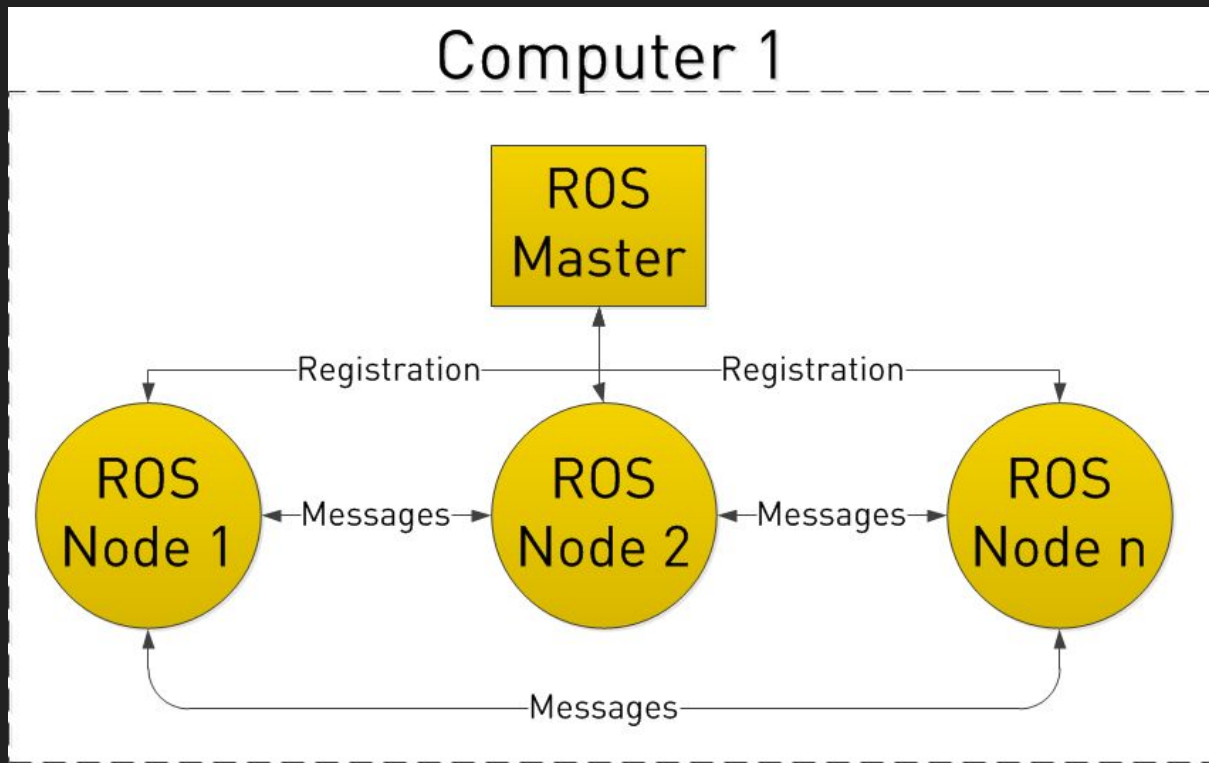 Computer 1
ROS
Master
Registration
Registration
ROS
Node 1
Messages
ROS
Node 2
Messages
ROS
Node n
Messages